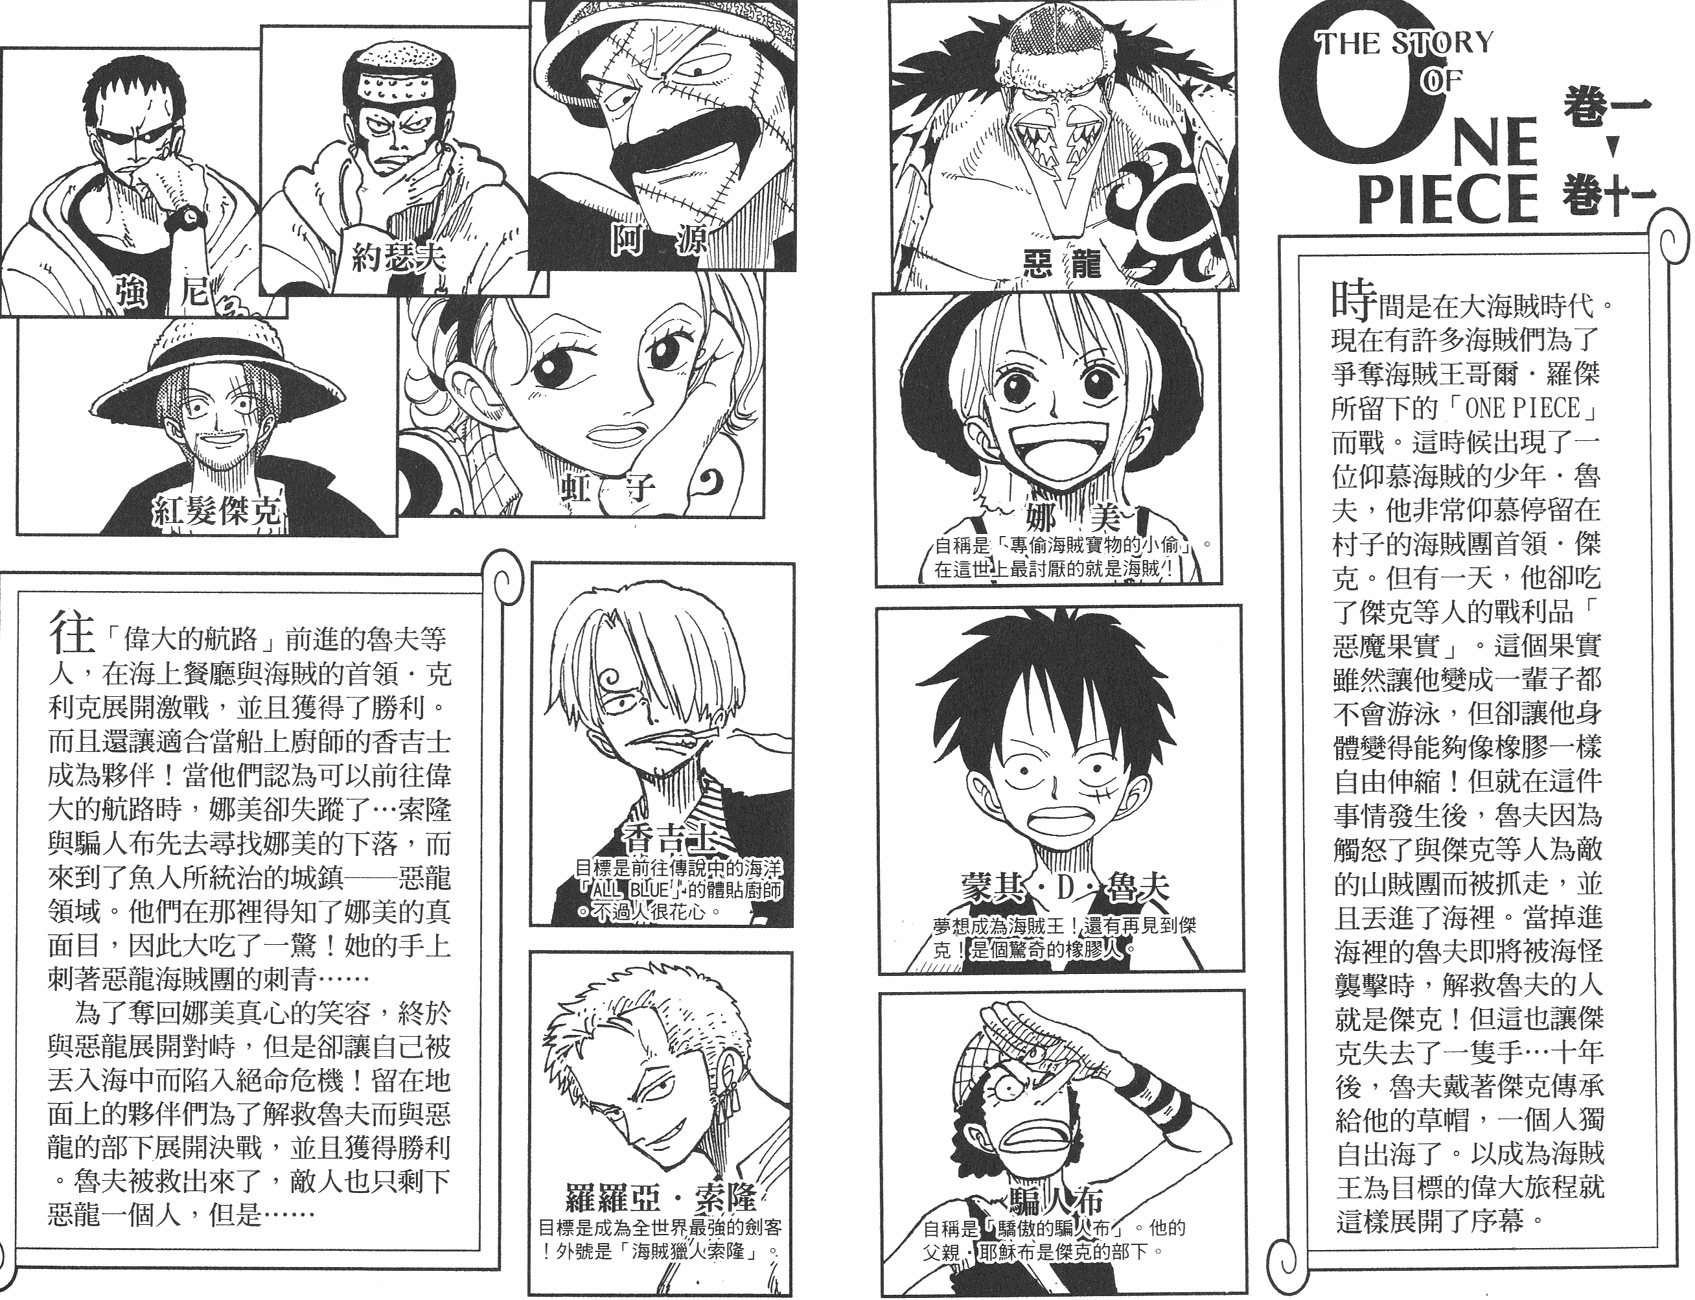 THE STORY
OF
ONE
PIECE
卷一
▼
卷十一
時間是在大海賊時代。
現在有許多海賊們為了
爭奪海賊王哥爾·羅傑
所留下的「ONE PIECE」
而戰。這時候出現了一
位仰慕海賊的少年·魯
夫，他非常仰慕停留在
村子的海賊團首領·傑
克。但有一天，他卻吃
了傑克等人的戰利品「
惡魔果實」。這個果實
雖然讓他變成一輩子都
不會游泳，但卻讓他身
體變得能夠像橡膠一樣
自由伸縮！但就在這件
事情發生後，魯夫因為
觸怒了與傑克等人為敵
的山賊團而被抓走，並
且丟進了海裡。當掉進
海裡的魯夫即將被海怪
襲擊時，解救魯夫的人
就是傑克！但這也讓傑
克失去了一隻手…十年
後，魯夫戴著傑克傳承
給他的草帽，一個人獨
自出海了。以成為海賊
王為目標的偉大旅程就
這樣展開了序幕。
惡龍
娜美
自稱是「專偷海賊寶物的小偷」。
在這世上最討厭的就是海賊！
蒙其·D·魯夫
夢想成為海賊王！還有再見到傑
克！是個驚奇的橡膠人。
騙人布
自稱是「驕傲的騙人布」。他的
父親·耶穌布是傑克的部下。
阿源
約瑟夫
強尼
虹子
紅髮傑克
香吉士
目標是前往傳說中的海洋
「ALL BLUE」的體貼廚師
。不過人很花心。
羅羅亞·索隆
目標是成為全世界最強的劍客
！外號是「海賊獵人索隆」。
往「偉大的航路」前進的魯夫等
人，在海上餐廳與海賊的首領·克
利克展開激戰，並且獲得了勝利。
而且還讓適合當船上廚師的香吉士
成為夥伴！當他們認為可以前往偉
大的航路時，娜美卻失蹤了…索隆
與騙人布先去尋找娜美的下落，而
來到了魚人所統治的城鎮——惡龍
領域。他們在那裡得知了娜美的真
面目，因此大吃了一驚！她的手上
刺著惡龍海賊團的刺青……
為了奪回娜美真心的笑容，終於
與惡龍展開對峙，但是卻讓自己被
丟入海中而陷入絕命危機！留在地
面上的夥伴們為了解救魯夫而與惡
龍的部下展開決戰，並且獲得勝利
。魯夫被救出來了，敵人也只剩下
惡龍一個人，但是……